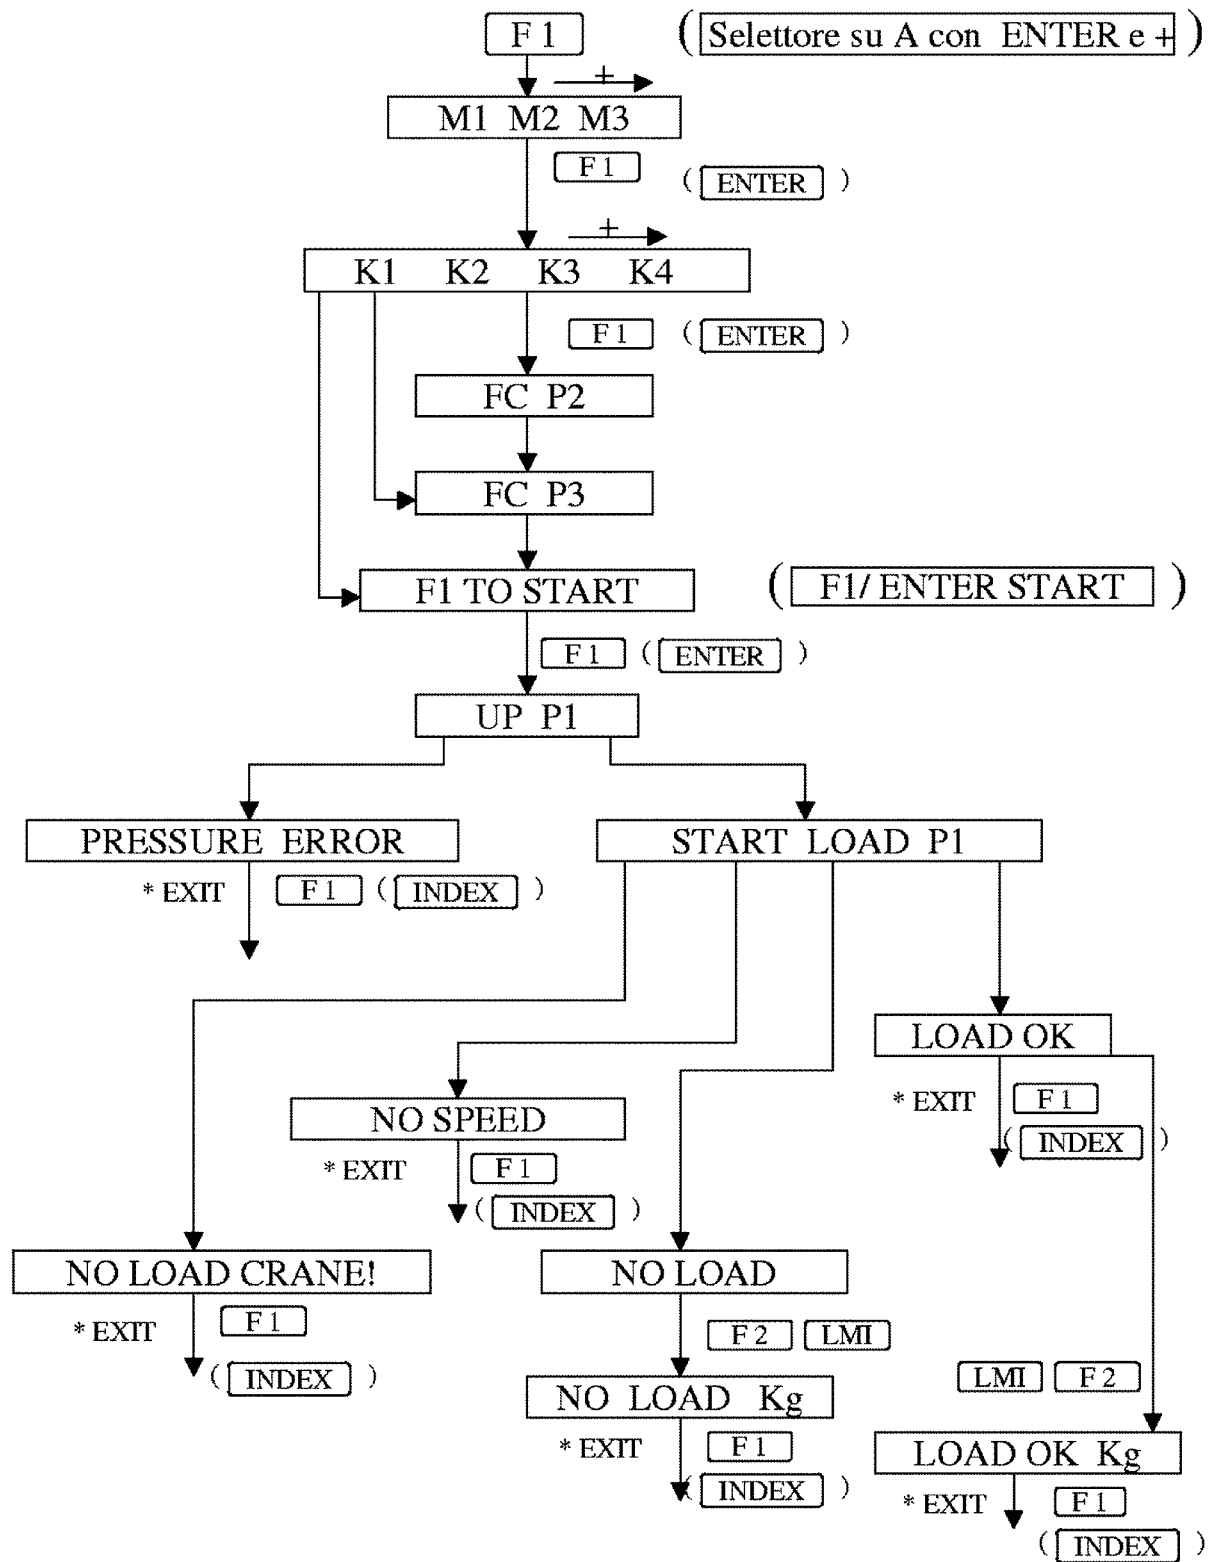 F 1 ( Selettore su A con ENTER e + )
+
M1 M2 M3
F 1 ( ENTER )
+
K1 K2 K3 K4
F 1 ( ENTER )
FC P2
FC P3
F1 TO START ( F1/ ENTER START )
F 1 ( ENTER )
UP P1
PRESSURE ERROR START LOAD P1
* EXIT F 1 ( INDEX )
LOAD OK
* EXIT F 1
( INDEX )
NO SPEED
* EXIT F 1
( INDEX )
NO LOAD CRANE! NO LOAD
* EXIT F 1
( INDEX )
F 2 LMI
LMI F 2
NO LOAD Kg
* EXIT F 1
( INDEX )
LOAD OK Kg
* EXIT F 1
( INDEX )